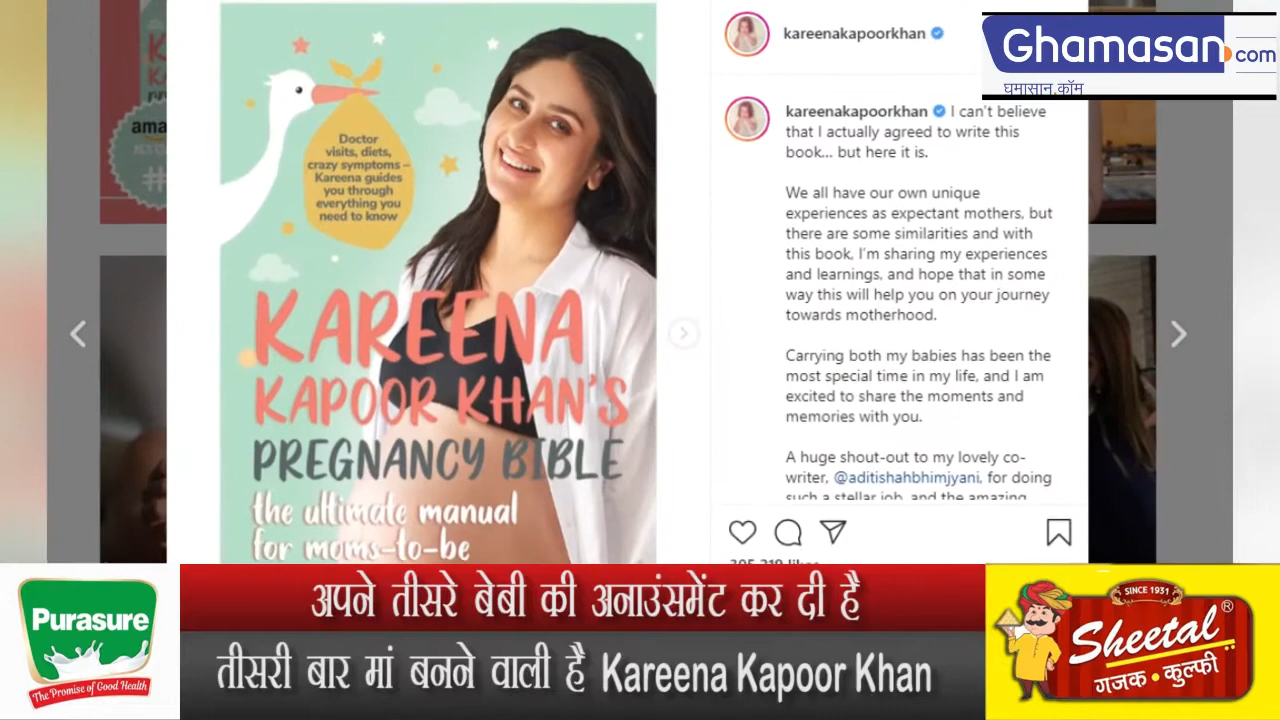 Doctor
visits, diets,
crazy symptoms –
Kareena guides
you through
everything you
need to know
KAREENA
KAPOOR KHAN'S
PREGNANCY BIBLE
the ultimate manual
for moms-to-be
kareenakapoorkhan
Ghamasan.com
घमासान.कॉम
kareenakapoorkhan I can't believe
that I actually agreed to write this
book... but here it is.
We all have our own unique
experiences as expectant mothers, but
there are some similarities and with
this book, I'm sharing my experiences
and learnings, and hope that in some
way this will help you on your journey
towards motherhood.
Carrying both my babies has been the
most special time in my life, and I am
excited to share the moments and
memories with you.
A huge shout-out to my lovely co-
writer, @aditishahbhimjyani, for doing
such a stellar job, and the amazing
अपने तीसरे बेबी की अनाउंसमेंट कर दी है
तीसरी बार मां बनने वाली है Kareena Kapoor Khan
Purasure
The Promise of Good Health
SINCE 1931
Sheetal
गजक • कुल्फी